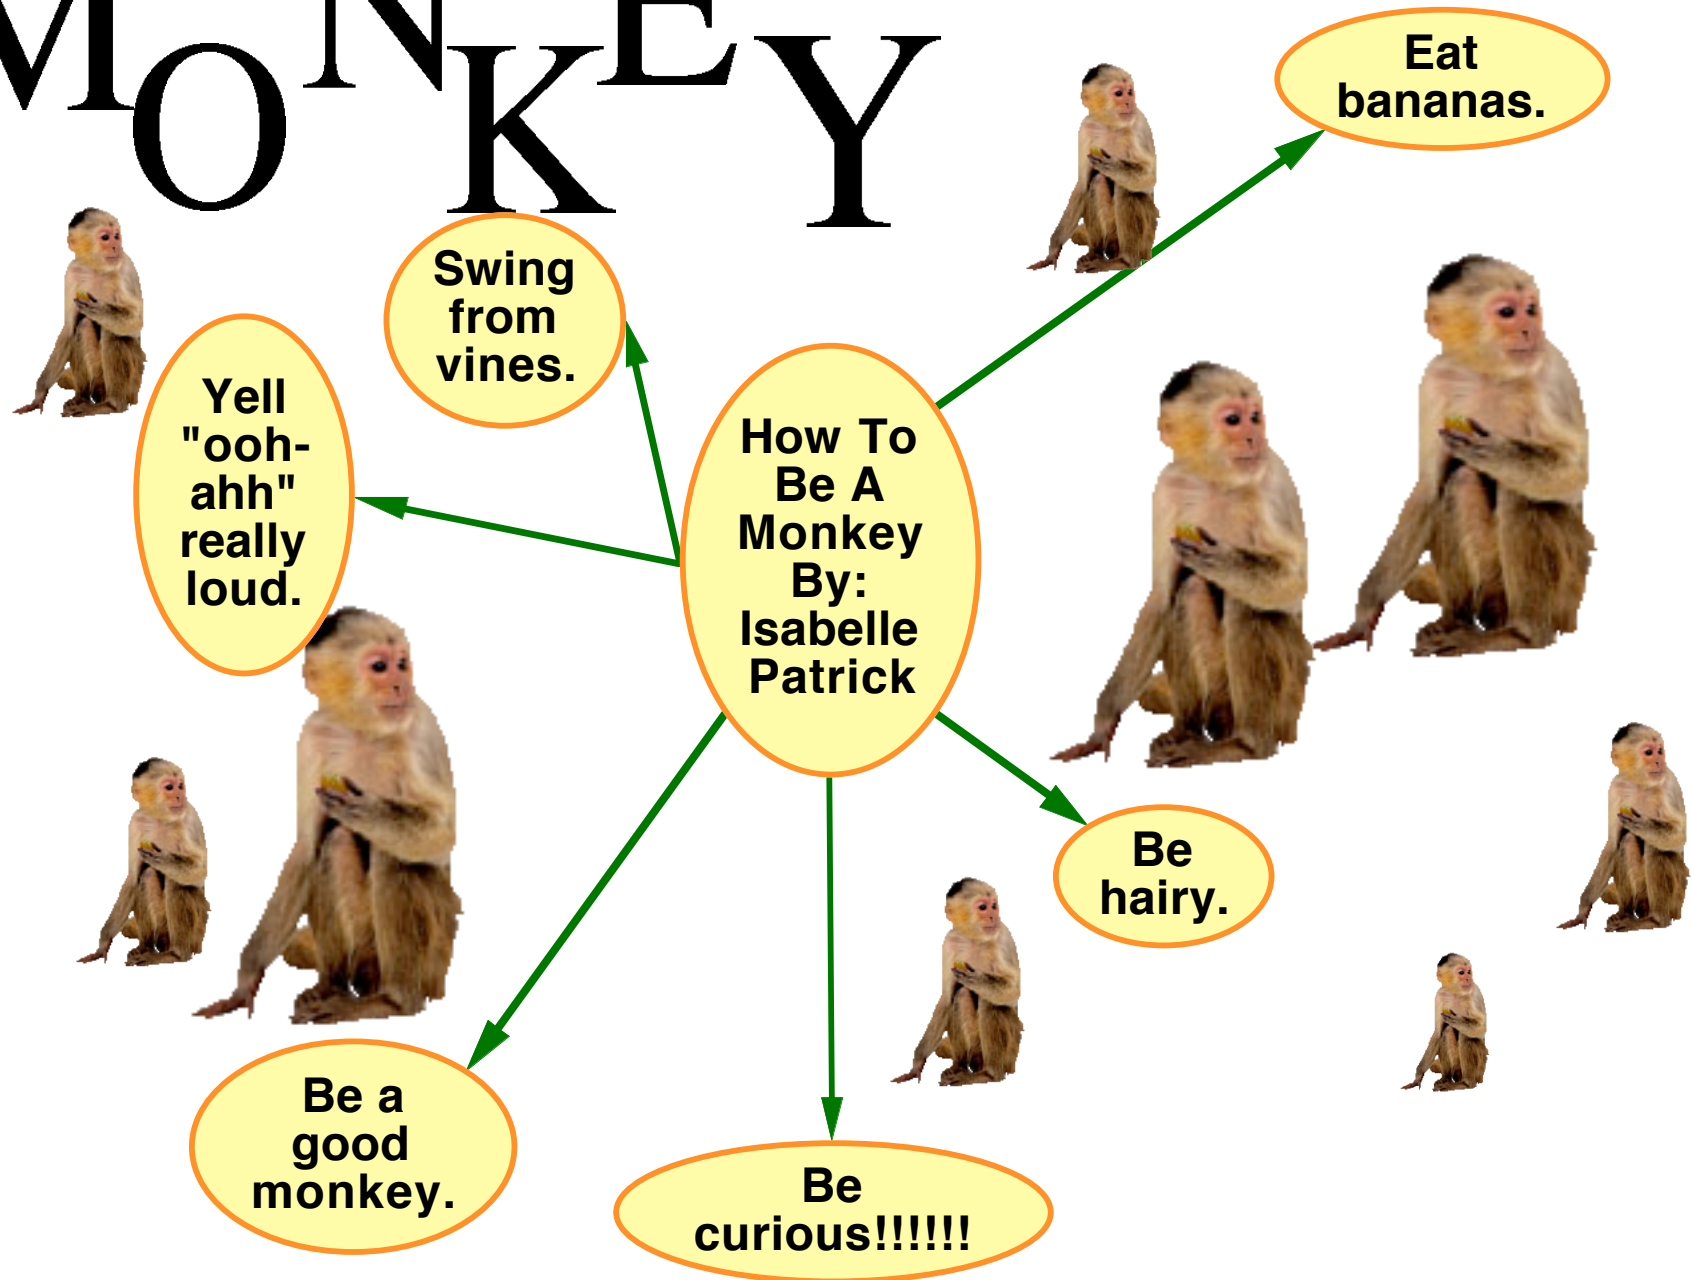 MONKEY
Eat
bananas.
Swing
from
vines.
Yell
"ooh-
ahh"
really
loud.
How To
Be A
Monkey
By:
Isabelle
Patrick
Be
hairy.
Be a
good
monkey.
Be
curious!!!!!!